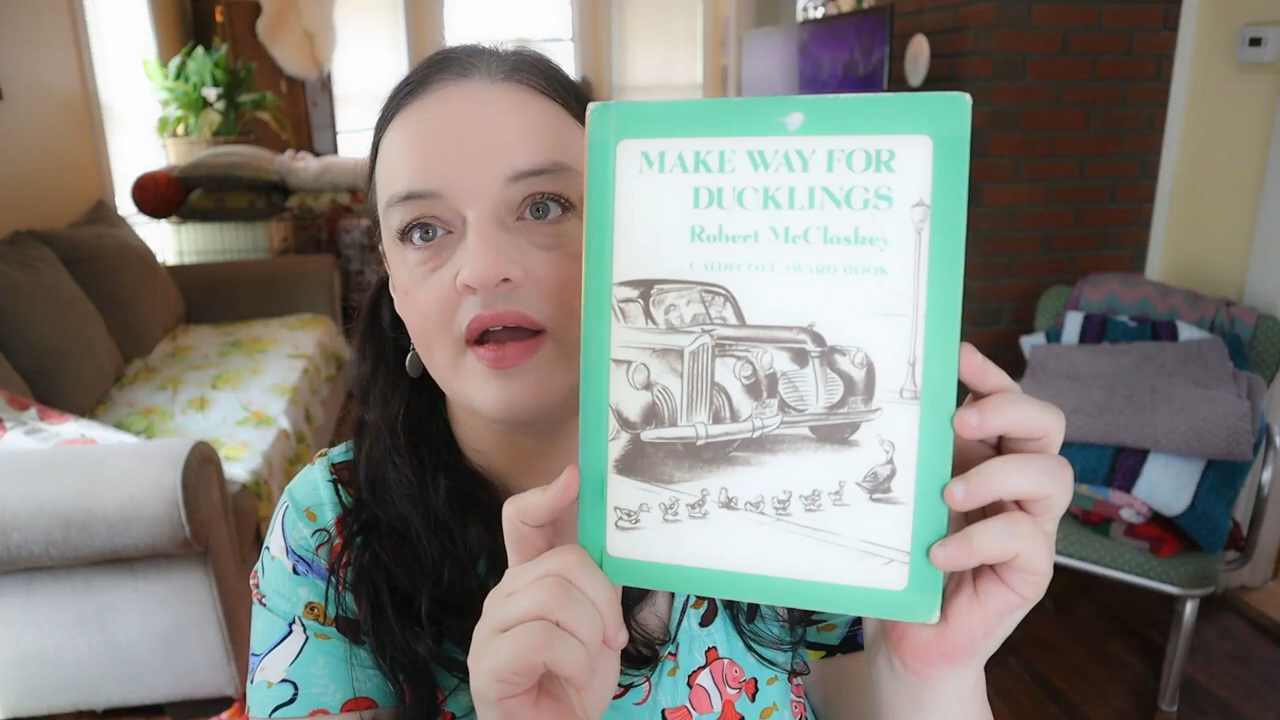 MAKE WAY FOR
DUCKLINGS
Robert McCloskey
CALDECOTT AWARD BOOK